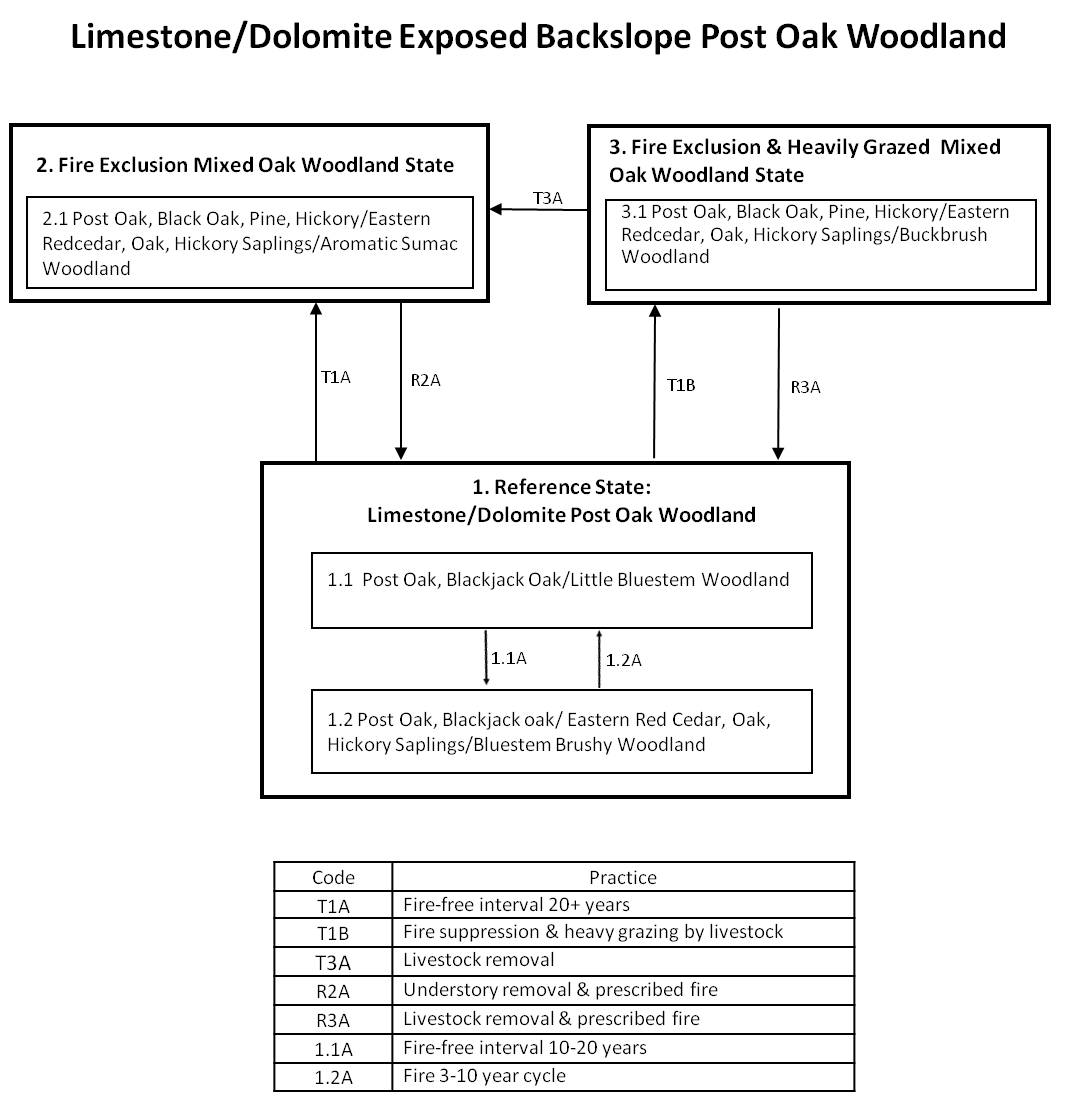 Limestone/Dolomite Exposed Backslope Post Oak Woodland
2. Fire Exclusion Mixed Oak Woodland State
2.1 Post Oak, Black Oak, Pine, Hickory/Eastern
Redcedar, Oak, Hickory Saplings/Aromatic Sumac
Woodland
T3A
3. Fire Exclusion & Heavily Grazed Mixed
Oak Woodland State
3.1 Post Oak, Black Oak, Pine, Hickory/Eastern
Redcedar, Oak, Hickory Saplings/Buckbrush
Woodland
T1A
R2A
T1B
R3A
1. Reference State:
Limestone/Dolomite Post Oak Woodland
1.1 Post Oak, Blackjack Oak/Little Bluestem Woodland
1.1A
1.2A
1.2 Post Oak, Blackjack oak/ Eastern Red Cedar, Oak,
Hickory Saplings/Bluestem Brushy Woodland
Code Practice
T1A Fire-free interval 20+ years
T1B Fire suppression & heavy grazing by livestock
T3A Livestock removal
R2A Understory removal & prescribed fire
R3A Livestock removal & prescribed fire
1.1A Fire-free interval 10-20 years
1.2A Fire 3-10 year cycle